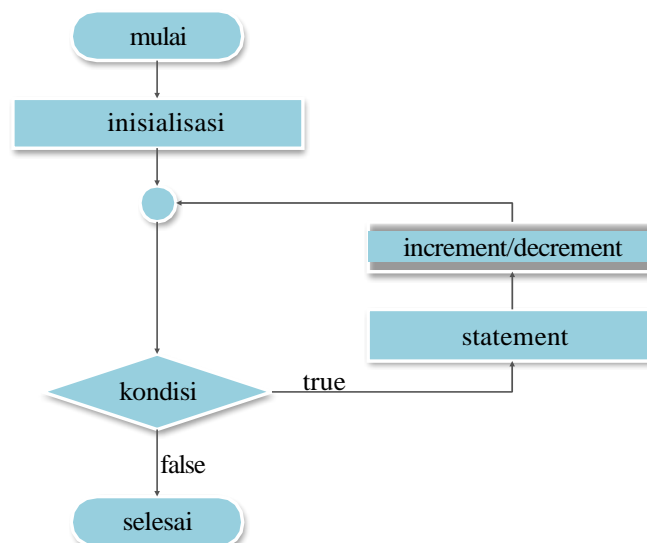 mulai
inisialisasi
increment/decrement
statement
kondisi
true
false
selesai